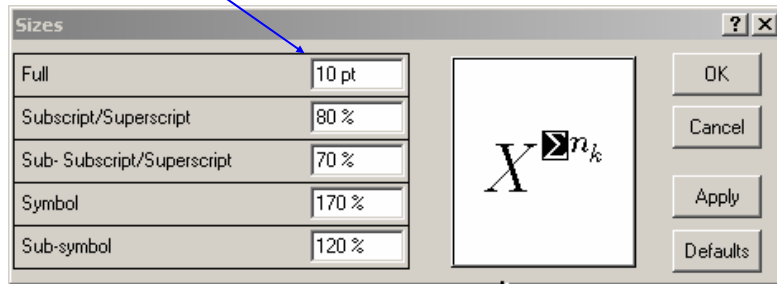 Sizes
Full 10 pt
Subscript/Superscript 80 %
Sub- Subscript/Superscript 70 %
Symbol 170 %
Sub-symbol 120 %
X^Σn_k
OK
Cancel
Apply
Defaults